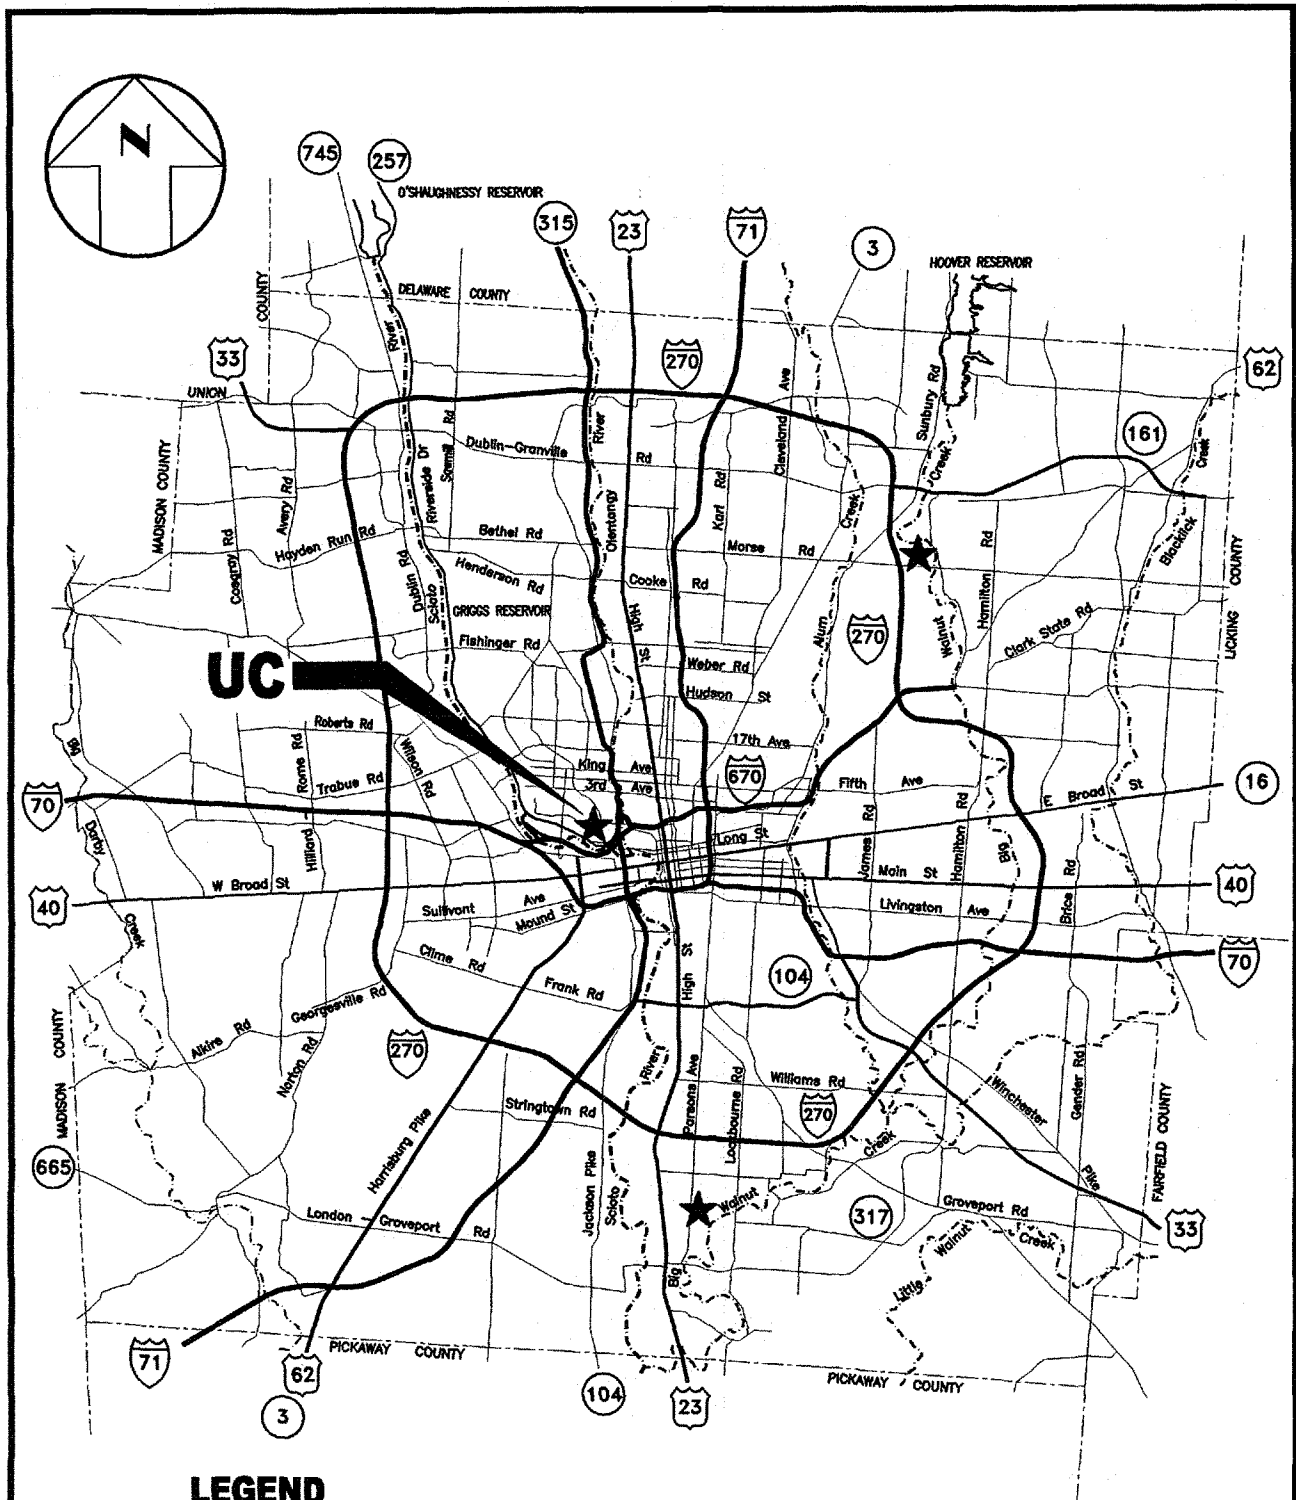 N
745
257
O'SHAUGHNESSY RESERVOIR
315
23
71
3
HOOVER RESERVOIR
COUNTY
DELAWARE COUNTY
River
33
270
62
UNION
Cleveland Ave
Sunbury Rd
161
MADISON COUNTY
Dublin-Granville Rd
River
Sawmill Rd
Riverside Dr
Creek
Creek
Avery Rd
Karl Rd
Olentangy
Creek
Hayden Run Rd
Bethel Rd
Morse Rd
Blacklick
COUNTY
Cosgray Rd
Dublin Rd
Scioto
Henderson Rd
Cooke Rd
Hamilton Rd
GRIGGS RESERVOIR
High St
Alum
270
Walnut
Clark State Rd
LICKING
Fishinger Rd
UC
Weber Rd
Hudson St
Roberts Rd
Rome Rd
Wilson Rd
17th Ave
Big
Trabue Rd
King Ave
3rd Ave
670
Fifth Ave
E Broad St
16
70
Darby
Hilliard
Long St
James Rd
Hamilton Rd
Big
W Broad St
Main St
40
40
Sullivant Ave
Mound St
Livingston Ave
Brice Rd
Creek
Clime Rd
Frank Rd
High St
104
70
Georgesville Rd
Alkire Rd
Norton Rd
270
MADISON COUNTY
River
Parsons Ave
Lockbourne Rd
Williams Rd
270
Winchester
Gender Rd
Stringtown Rd
Harrisburg Pike
Creek
Pike
FAIRFIELD COUNTY
665
Jackson Pike
Scioto
Walnut
317
Groveport Rd
London - Groveport Rd
33
Walnut
Creek
Big
Little
PICKAWAY COUNTY
71
62
104
23
PICKAWAY COUNTY
3
LEGEND